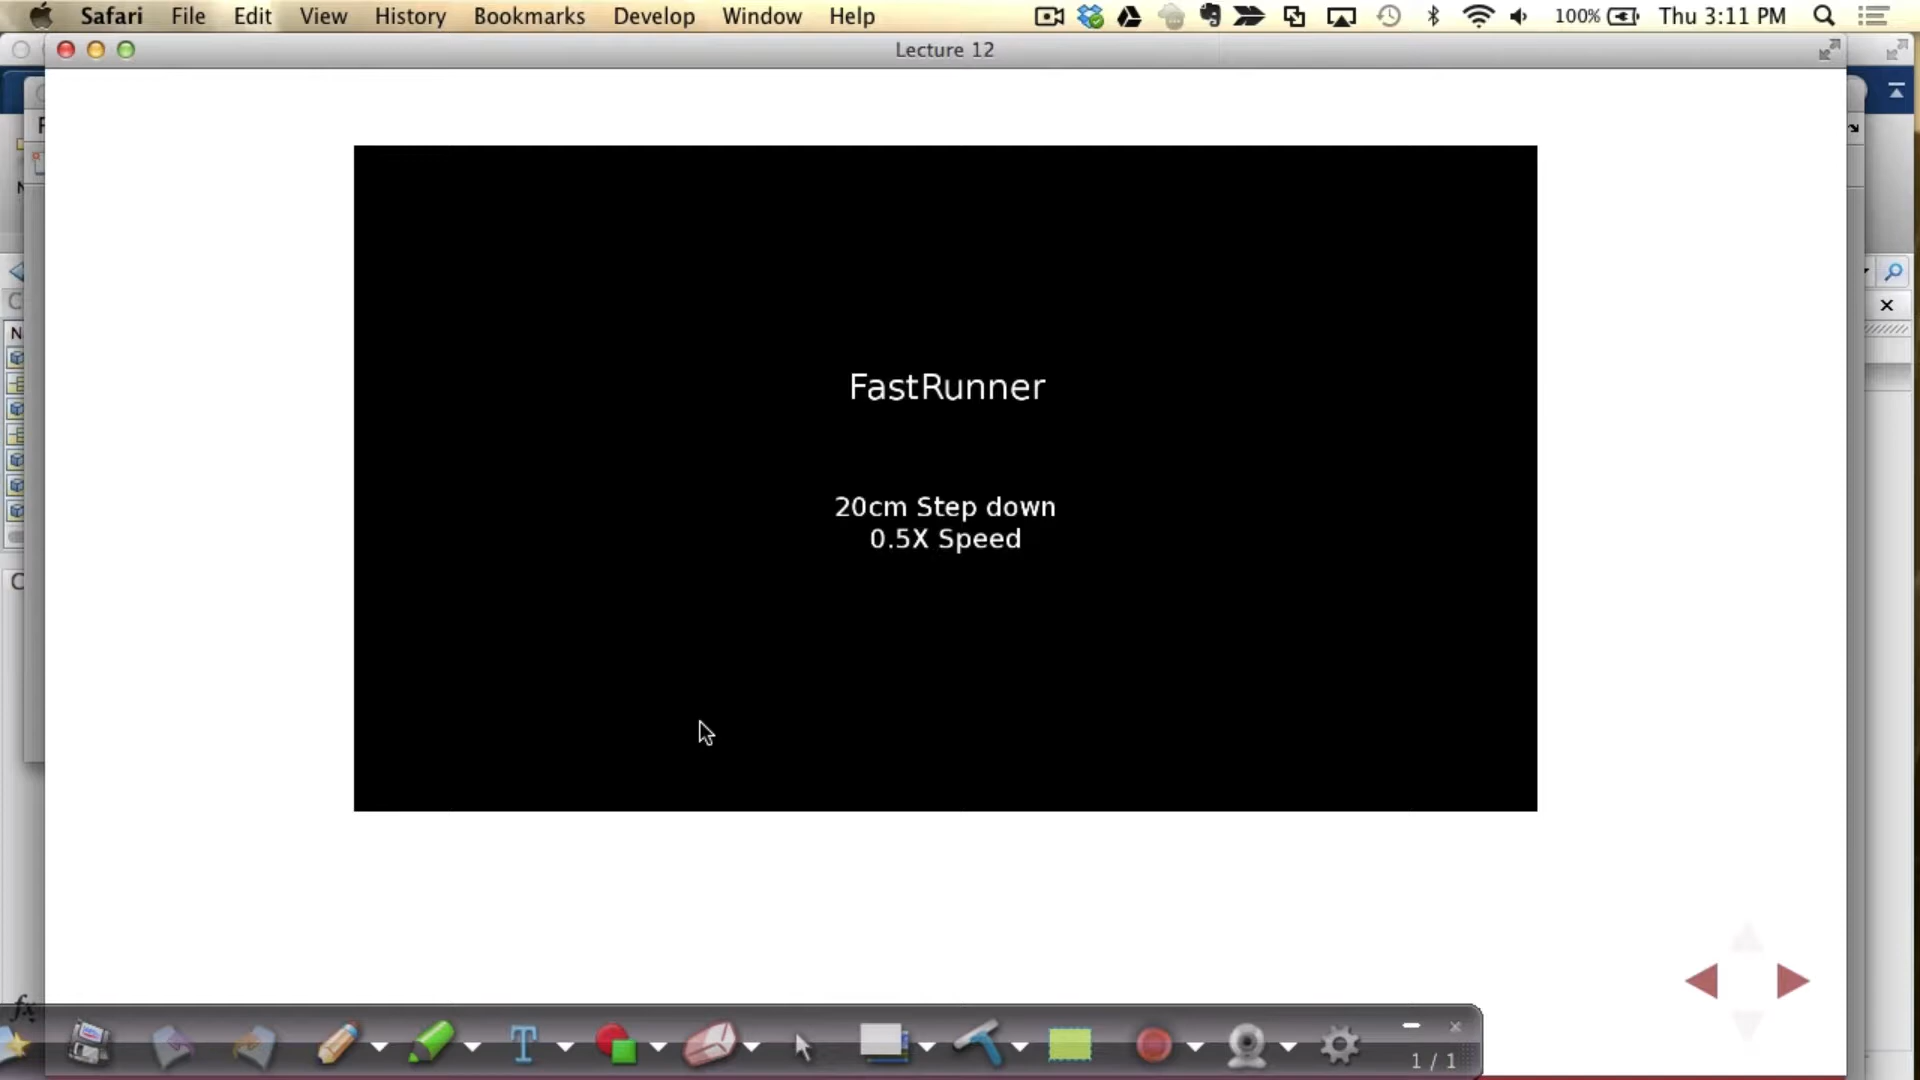 Safari File Edit View History Bookmarks Develop Window Help 100% Thu 3:11 PM
Lecture 12
FastRunner
20cm Step down
0.5X Speed
fx
T
1 / 1